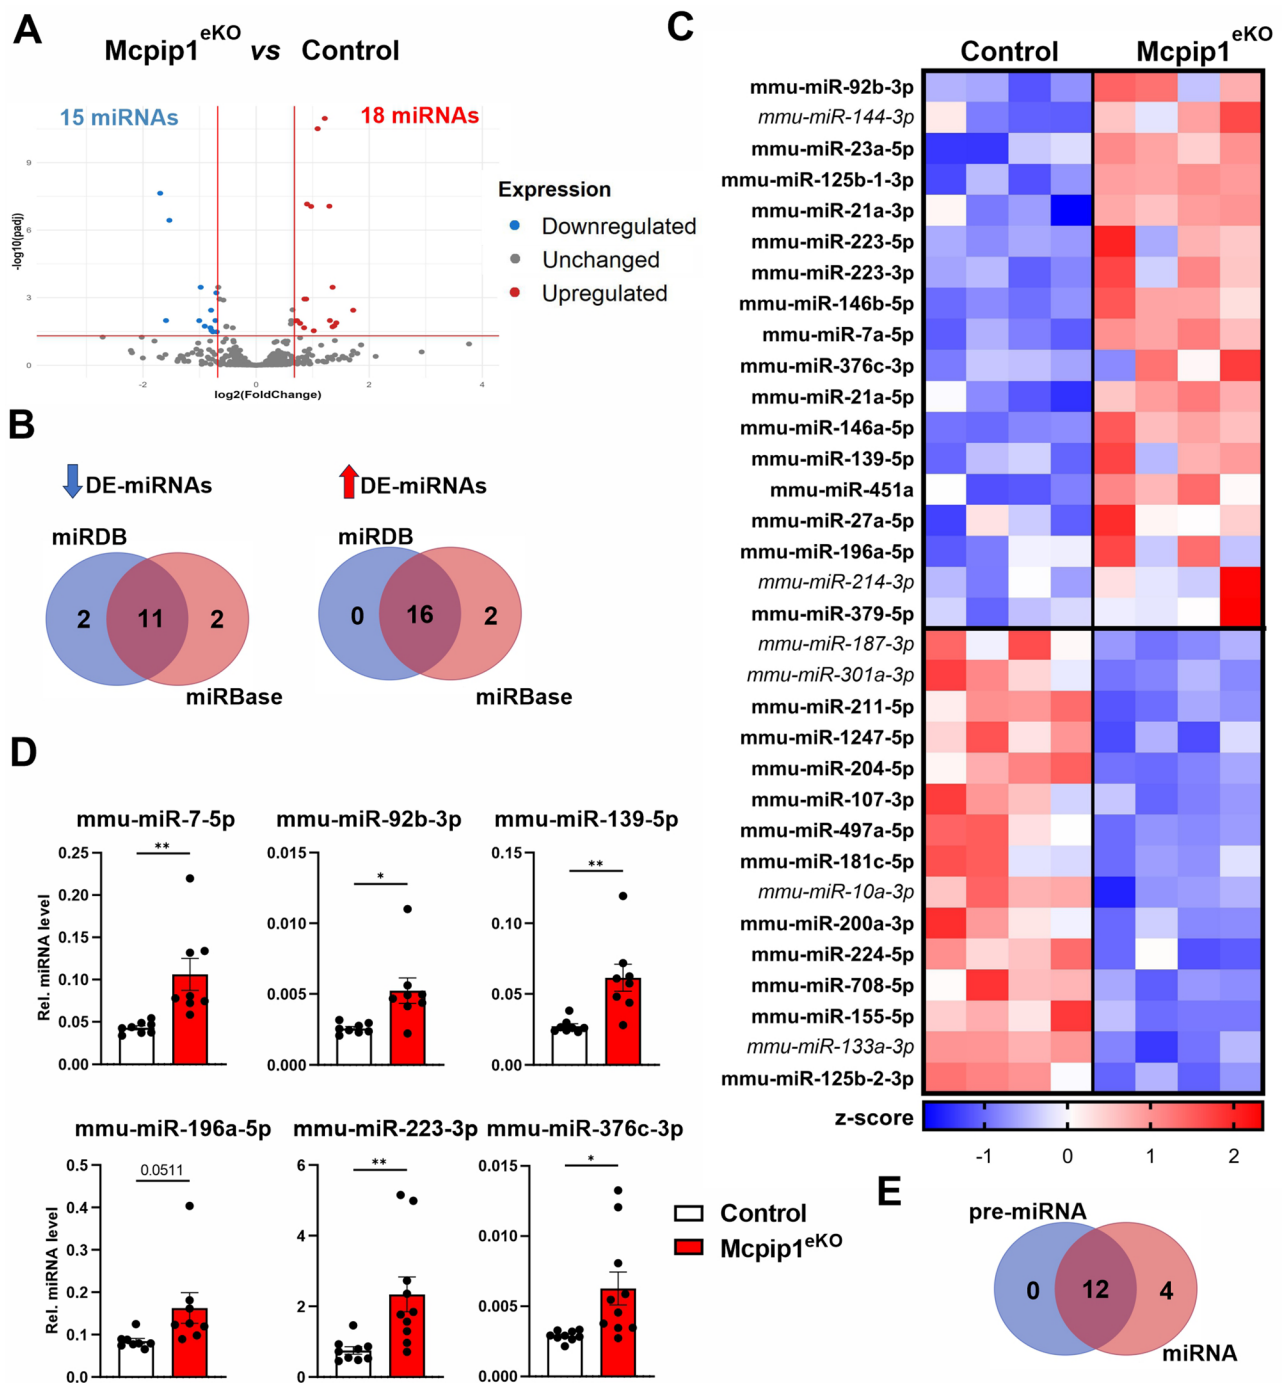 A
Mcpip1eKO vs Control
15 miRNAs
18 miRNAs
-log10(padj)
9
6
3
0
-2
0
2
4
log2(FoldChange)
Expression
Downregulated
Unchanged
Upregulated
B
DE-miRNAs
miRDB
2
11
2
miRBase
DE-miRNAs
miRDB
0
16
2
miRBase
C
Control
Mcpip1eKO
mmu-miR-92b-3p
mmu-miR-144-3p
mmu-miR-23a-5p
mmu-miR-125b-1-3p
mmu-miR-21a-3p
mmu-miR-223-5p
mmu-miR-223-3p
mmu-miR-146b-5p
mmu-miR-7a-5p
mmu-miR-376c-3p
mmu-miR-21a-5p
mmu-miR-146a-5p
mmu-miR-139-5p
mmu-miR-451a
mmu-miR-27a-5p
mmu-miR-196a-5p
mmu-miR-214-3p
mmu-miR-379-5p
mmu-miR-187-3p
mmu-miR-301a-3p
mmu-miR-211-5p
mmu-miR-1247-5p
mmu-miR-204-5p
mmu-miR-107-3p
mmu-miR-497a-5p
mmu-miR-181c-5p
mmu-miR-10a-3p
mmu-miR-200a-3p
mmu-miR-224-5p
mmu-miR-708-5p
mmu-miR-155-5p
mmu-miR-133a-3p
mmu-miR-125b-2-3p
z-score
-1
0
1
2
D
mmu-miR-7-5p
Rel. miRNA level
0.25
0.20
0.15
0.10
0.05
0.00
**
mmu-miR-92b-3p
0.015
0.010
0.005
0.000
*
mmu-miR-139-5p
0.15
0.10
0.05
0.00
**
mmu-miR-196a-5p
Rel. miRNA level
0.5
0.4
0.3
0.2
0.1
0.0
0.0511
mmu-miR-223-3p
6
4
2
0
**
mmu-miR-376c-3p
0.015
0.010
0.005
0.000
*
Control
Mcpip1eKO
E
pre-miRNA
0
12
4
miRNA